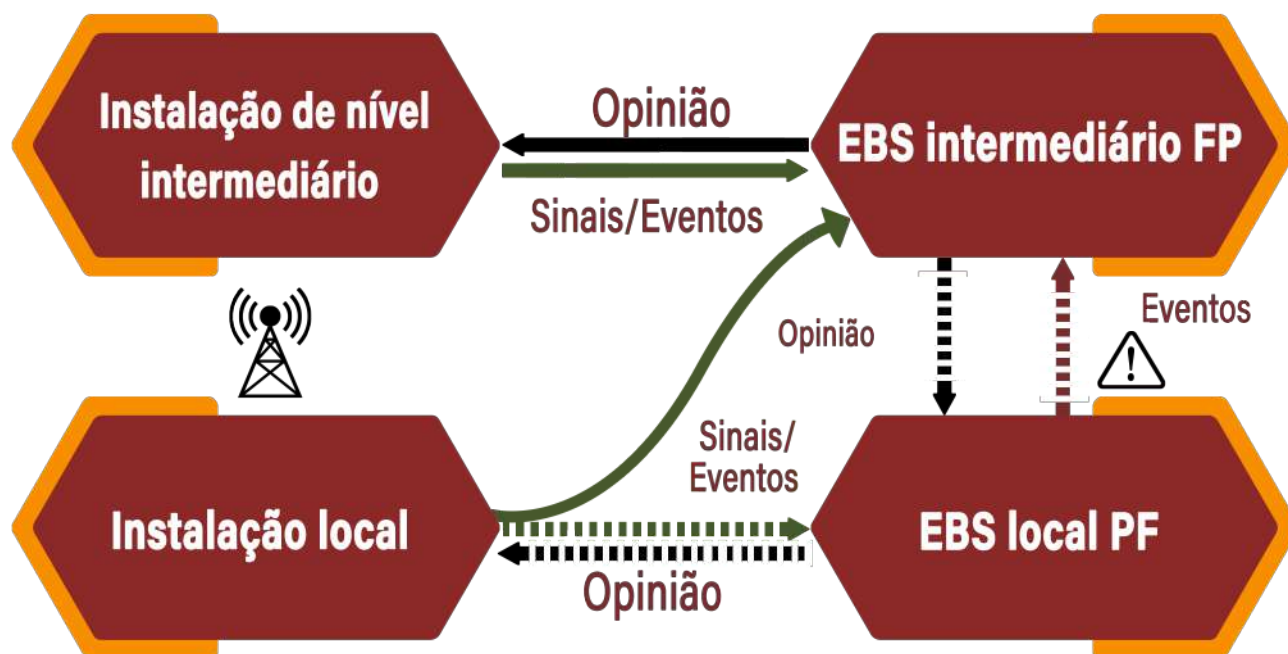 Instalação de nível
intermediário
Opinião
Sinais/Eventos
EBS intermediário FP
Opinião
Eventos
Instalação local
Sinais/
Eventos
Opinião
EBS local PF